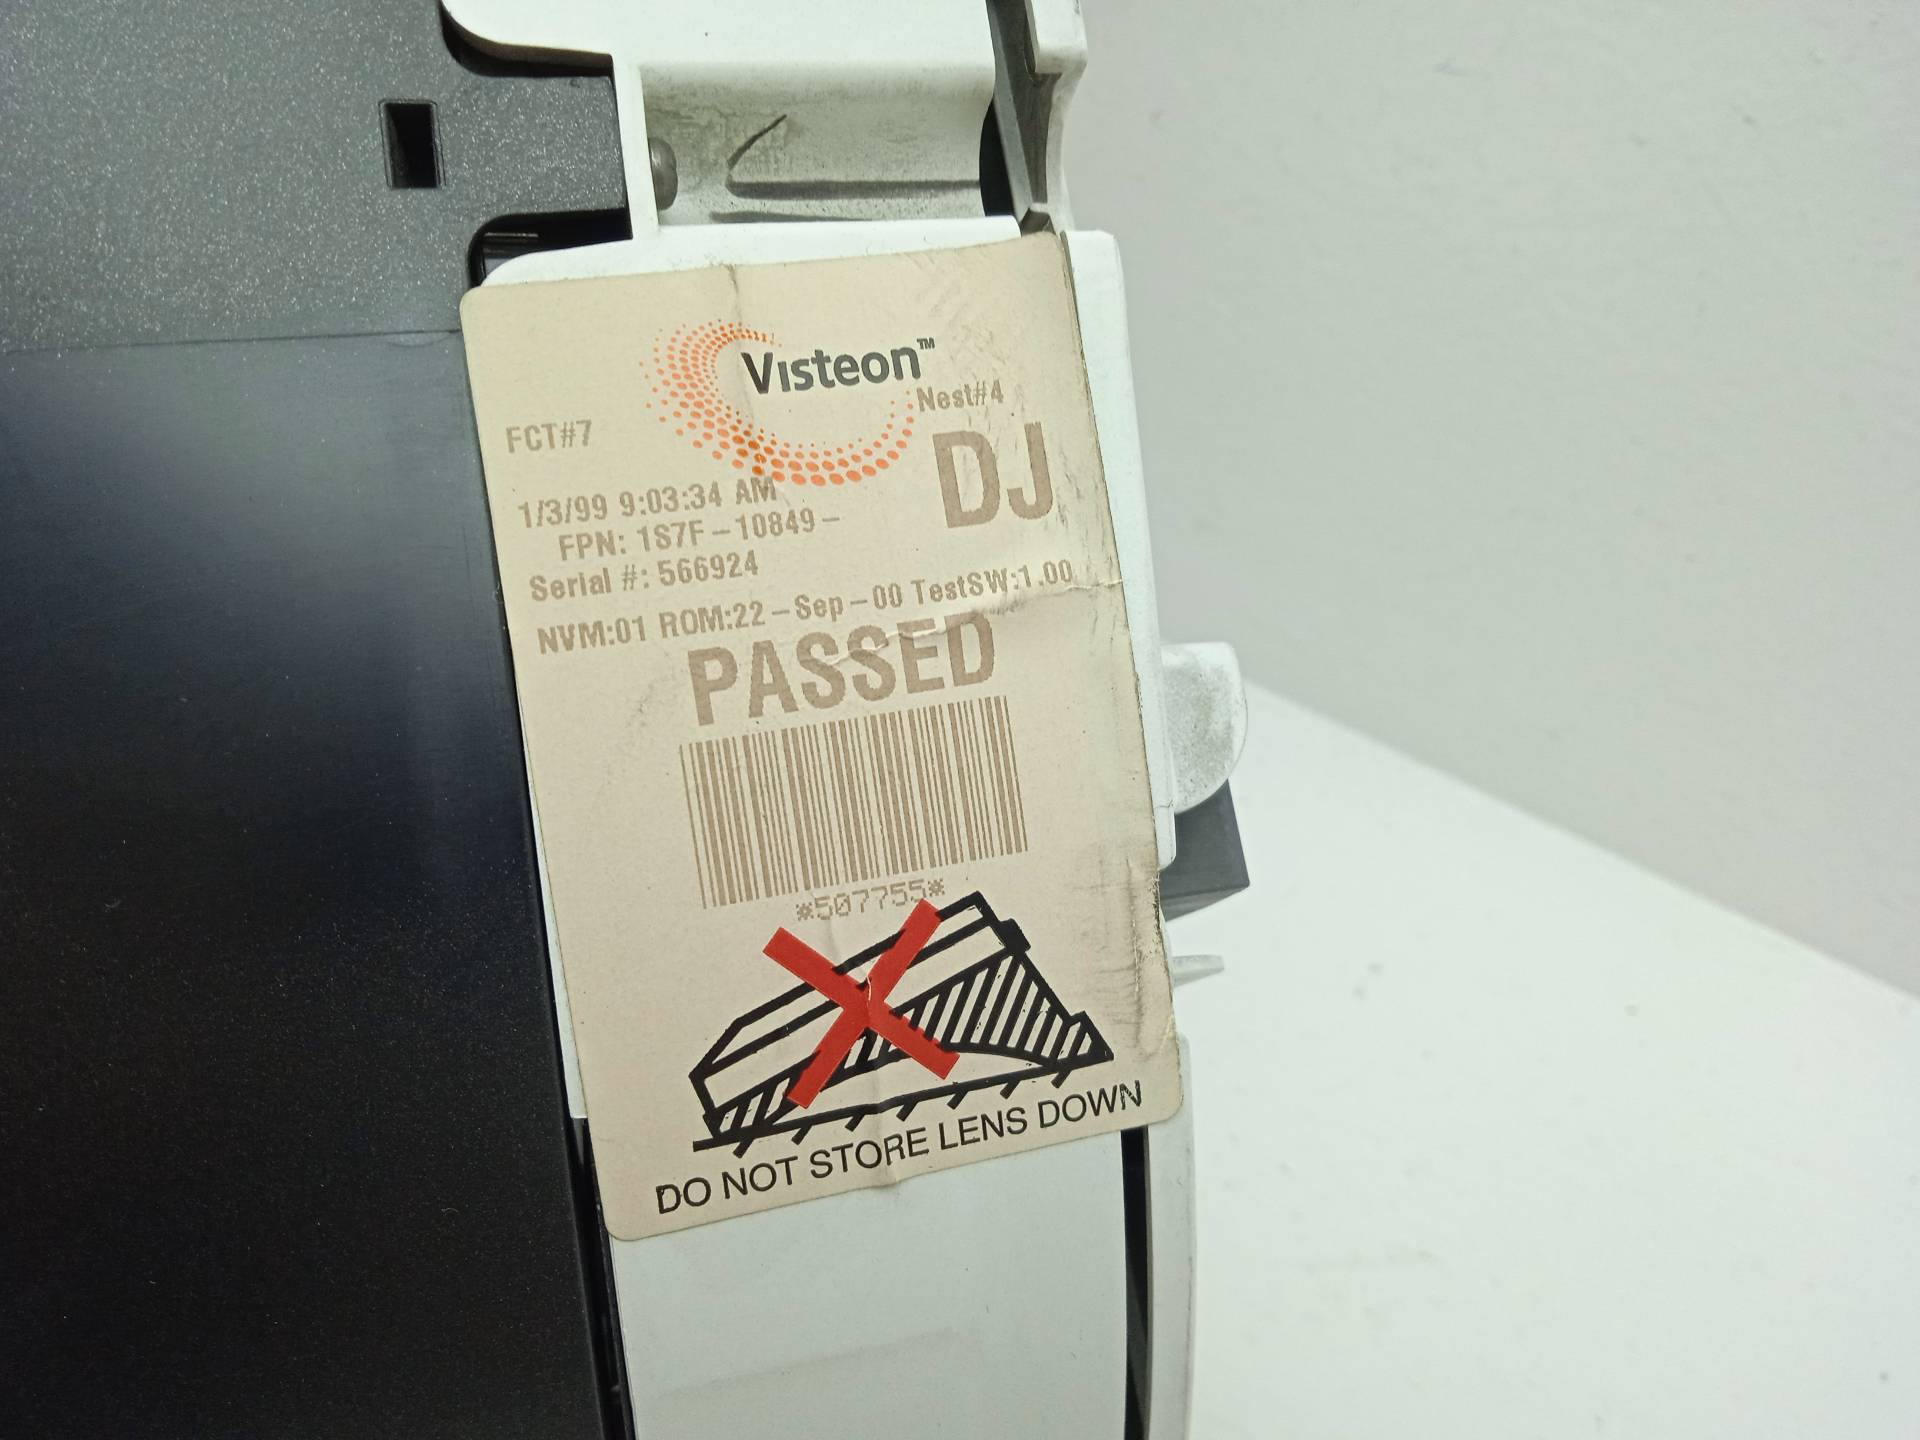 Visteon™
Nest#4
FCT#7
DJ
1/3/99 9:03:34 AM
FPN: 1S7F-10849-
Serial #: 566924
NVM:01 ROM:22-Sep-00 TestSW:1.00
PASSED
*507755*
DO NOT STORE LENS DOWN